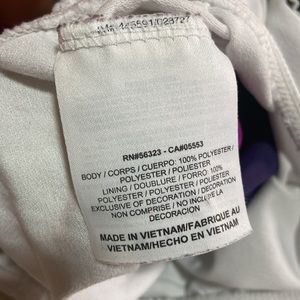 RN#56323 - CA#05553
BODY / CORPS / CUERPO: 100% POLYESTER /
POLYESTER / POLIESTER
LINING / DOUBLURE / FORRO: 100%
POLYESTER / POLYESTER / POLIESTER
EXCLUSIVE OF DECORATION / DECORATION
NON COMPRISE / NO INCLUYE LA
DECORACION
MADE IN VIETNAM/FABRIQUE AU
VIETNAM/HECHO EN VIETNAM